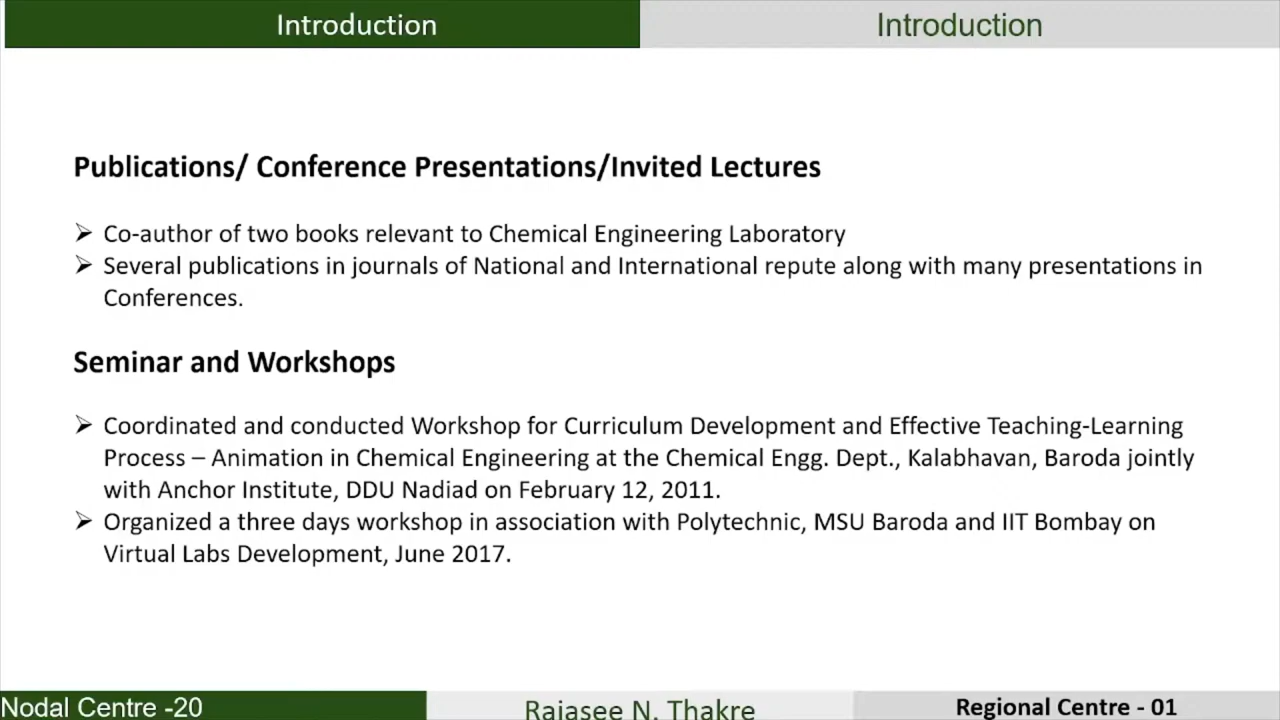 Introduction
Introduction
Publications/ Conference Presentations/Invited Lectures
➢ Co-author of two books relevant to Chemical Engineering Laboratory
➢ Several publications in journals of National and International repute along with many presentations in
Conferences.
Seminar and Workshops
➢ Coordinated and conducted Workshop for Curriculum Development and Effective Teaching-Learning
Process – Animation in Chemical Engineering at the Chemical Engg. Dept., Kalabhavan, Baroda jointly
with Anchor Institute, DDU Nadiad on February 12, 2011.
➢ Organized a three days workshop in association with Polytechnic, MSU Baroda and IIT Bombay on
Virtual Labs Development, June 2017.
Nodal Centre -20
Rajasee N. Thakre
Regional Centre - 01